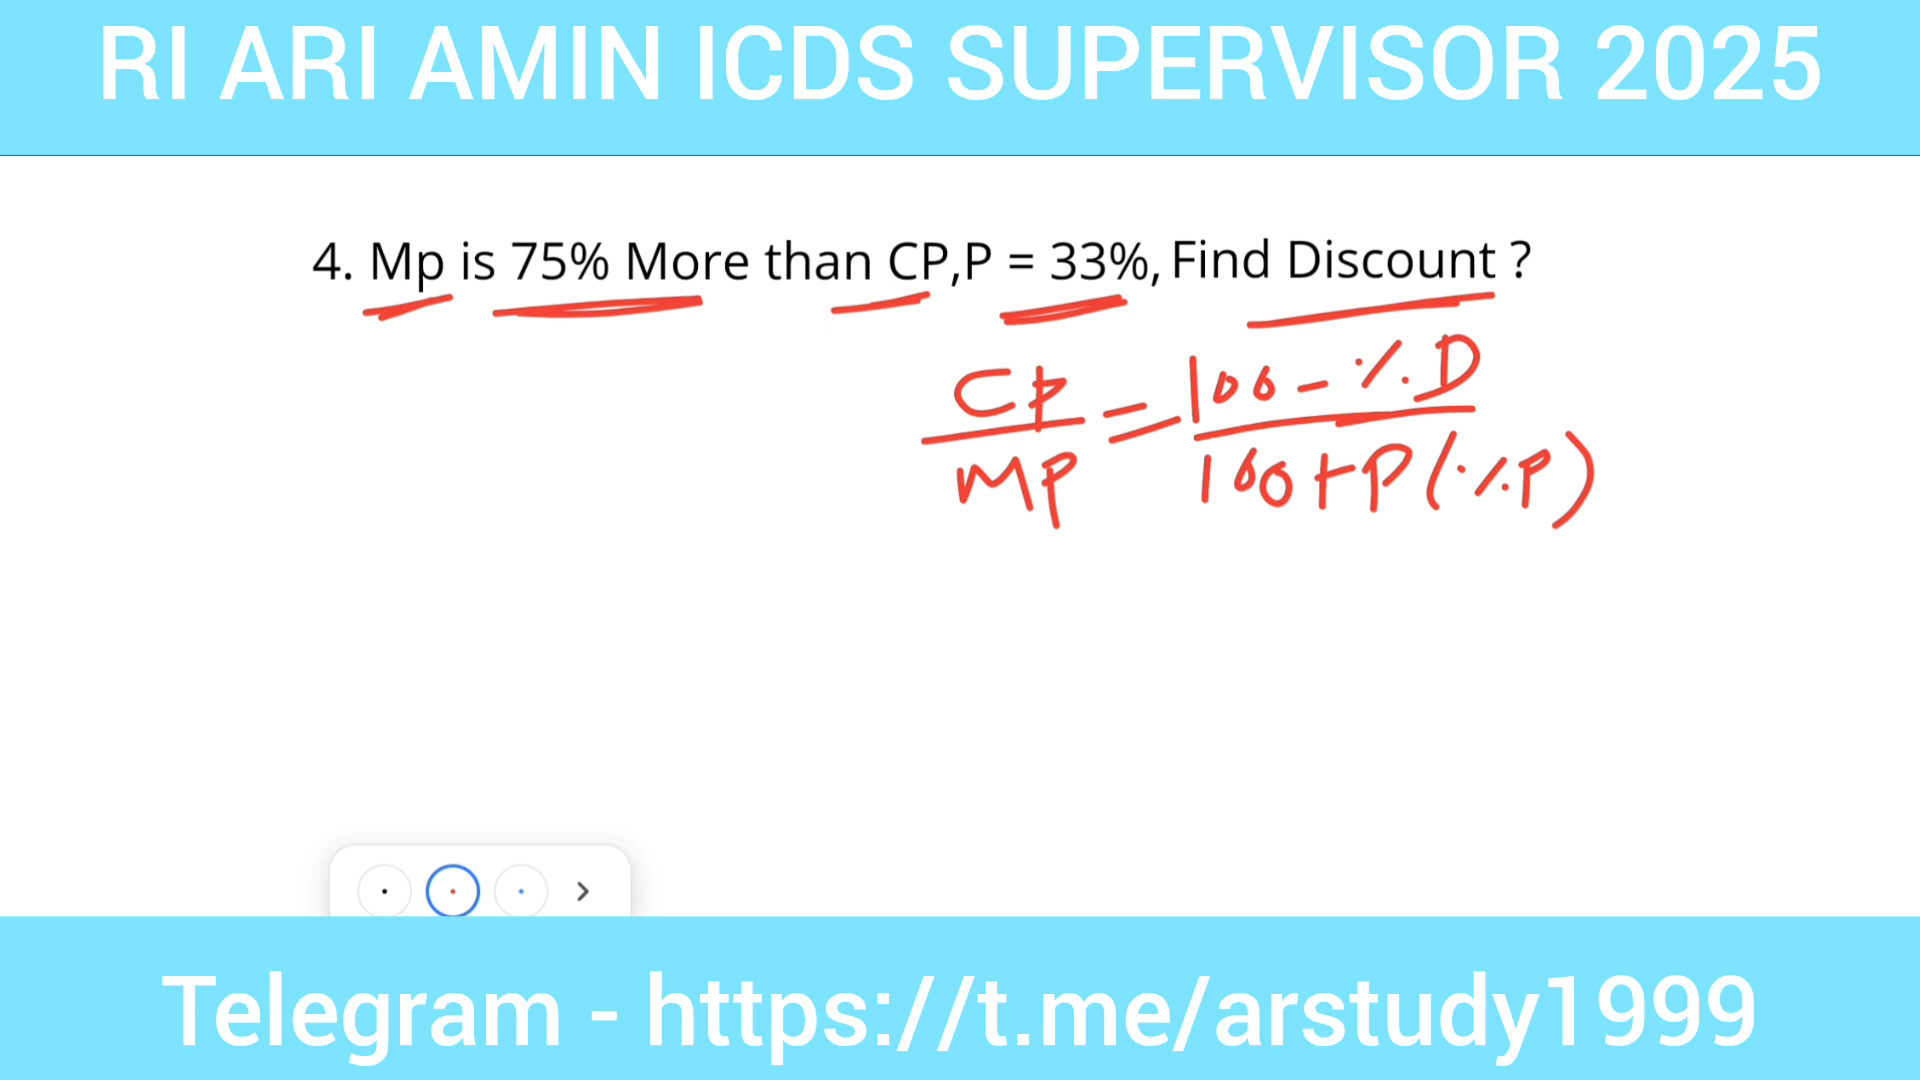 RI ARI AMIN ICDS SUPERVISOR 2025
4. Mp is 75% More than CP,P = 33%, Find Discount ?
CP/MP = 100 - %D/100 + P(%P)
Telegram - https://t.me/arstudy1999